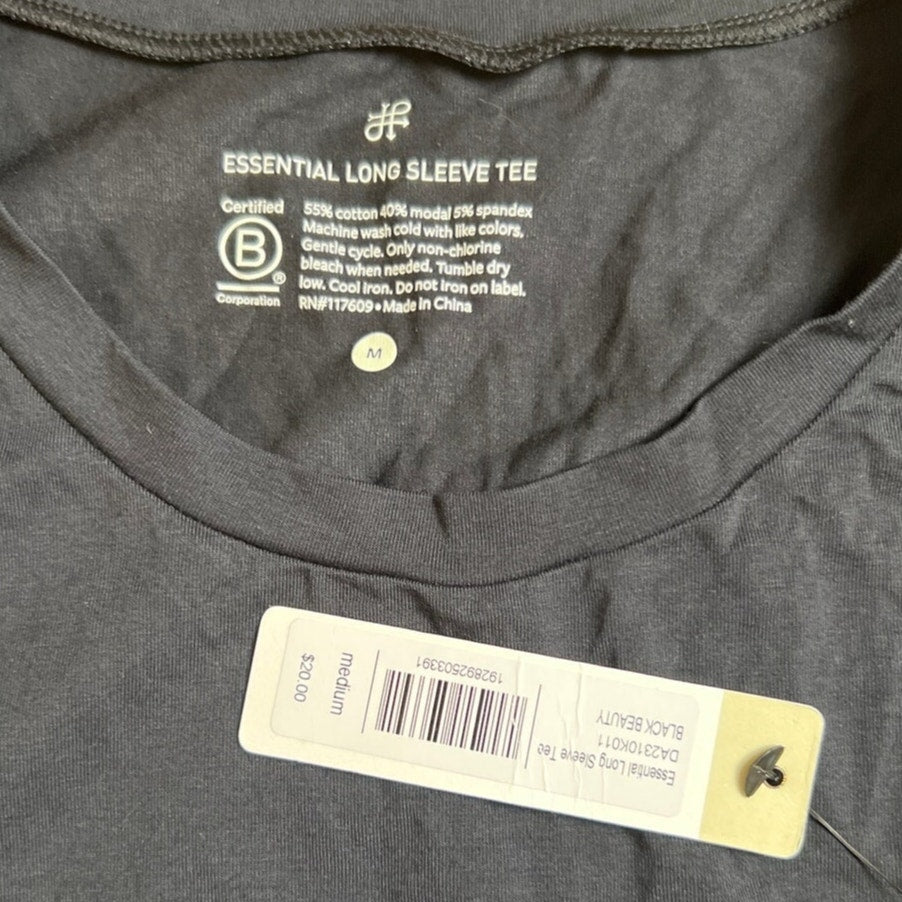 ESSENTIAL LONG SLEEVE TEE
Certified
B
®
Corporation
55% cotton 40% modal 5% spandex
Machine wash cold with like colors.
Gentle cycle. Only non-chlorine
bleach when needed. Tumble dry
low. Cool iron. Do not iron on label.
RN#117609 • Made in China
M
Essential Long Sleeve Tee
DA2310K011
BLACK BEAUTY
192892503391
medium
$20.00